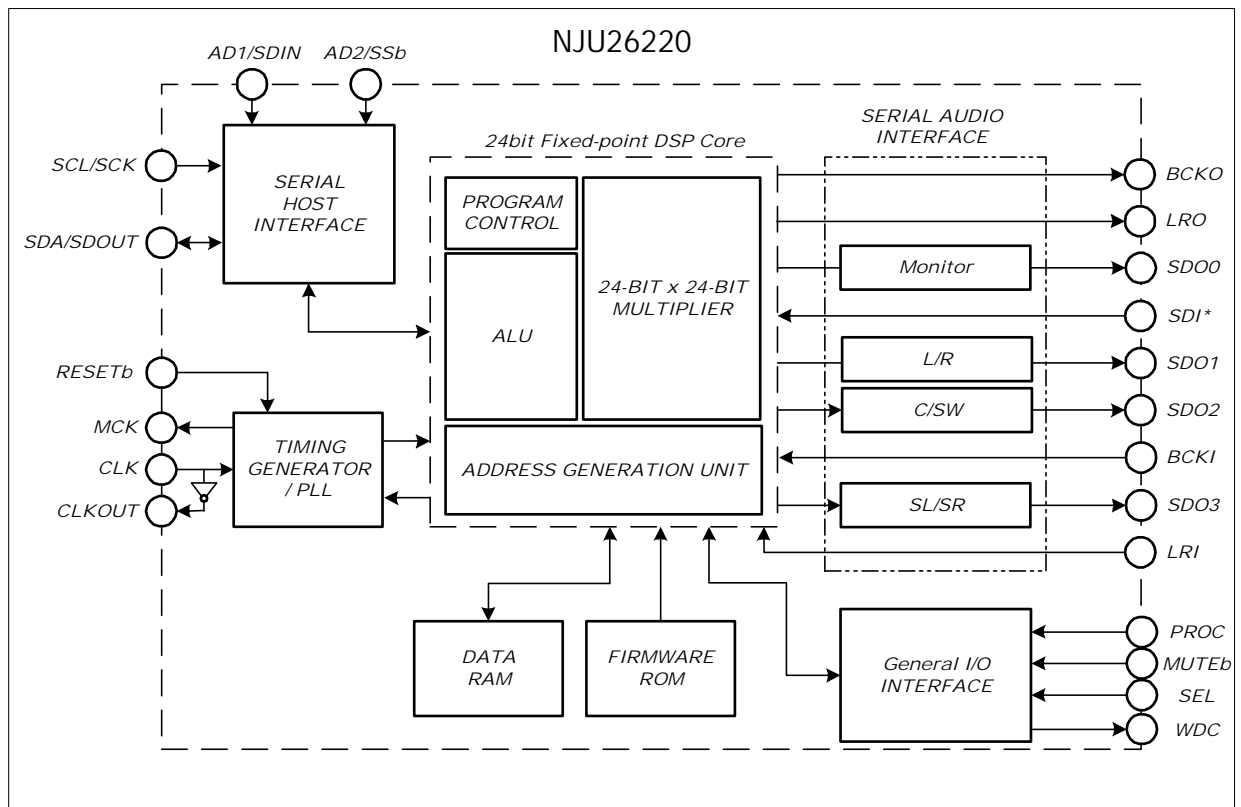 NJU26220
AD1/SDIN
AD2/SSb
SERIAL AUDIO
INTERFACE
24bit Fixed-point DSP Core
SCL/SCK
SDA/SDOUT
SERIAL
HOST
INTERFACE
PROGRAM
CONTROL
24-BIT x 24-BIT
MULTIPLIER
ALU
ADDRESS GENERATION UNIT
Monitor
L/R
C/SW
SL/SR
BCKO
LRO
SDO0
SDI*
SDO1
SDO2
BCKI
SDO3
LRI
RESETb
MCK
CLK
CLKOUT
TIMING
GENERATOR
/ PLL
DATA
RAM
FIRMWARE
ROM
General I/O
INTERFACE
PROC
MUTEb
SEL
WDC